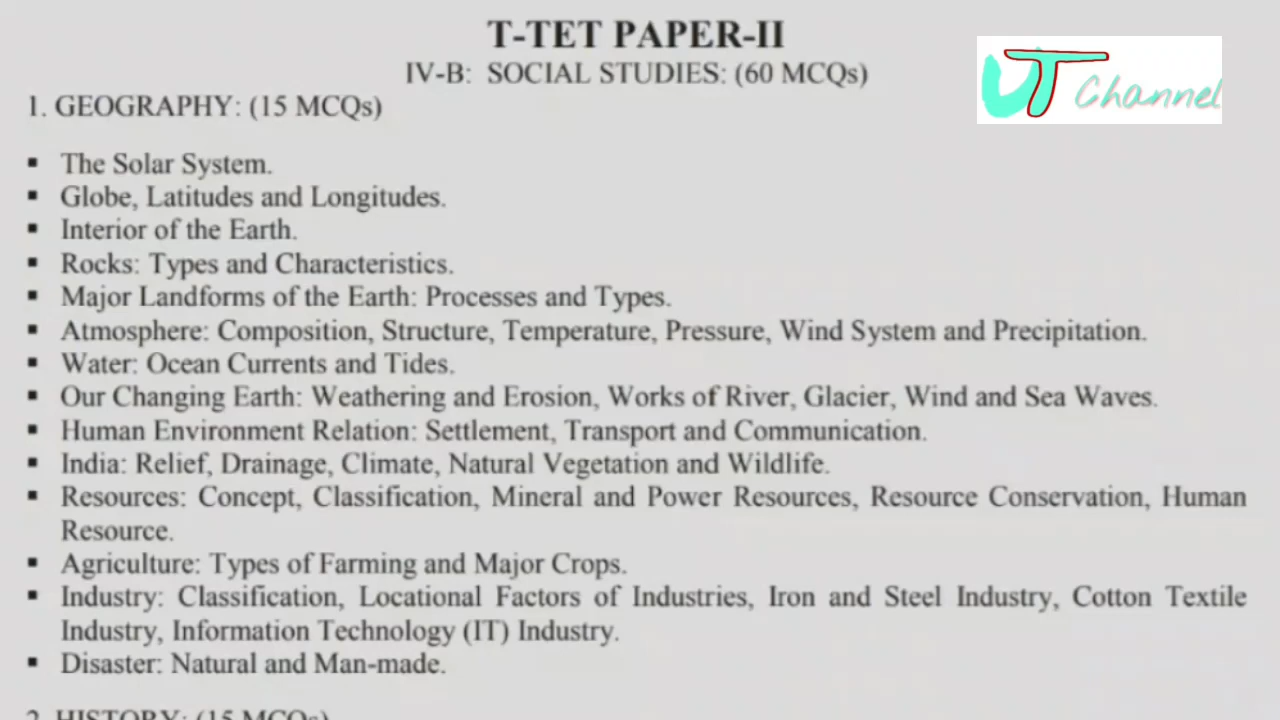 T-TET PAPER-II
IV-B: SOCIAL STUDIES: (60 MCQs)
UT Channel
1. GEOGRAPHY: (15 MCQs)
▪ The Solar System.
▪ Globe, Latitudes and Longitudes.
▪ Interior of the Earth.
▪ Rocks: Types and Characteristics.
▪ Major Landforms of the Earth: Processes and Types.
▪ Atmosphere: Composition, Structure, Temperature, Pressure, Wind System and Precipitation.
▪ Water: Ocean Currents and Tides.
▪ Our Changing Earth: Weathering and Erosion, Works of River, Glacier, Wind and Sea Waves.
▪ Human Environment Relation: Settlement, Transport and Communication.
▪ India: Relief, Drainage, Climate, Natural Vegetation and Wildlife.
▪ Resources: Concept, Classification, Mineral and Power Resources, Resource Conservation, Human
Resource.
▪ Agriculture: Types of Farming and Major Crops.
▪ Industry: Classification, Locational Factors of Industries, Iron and Steel Industry, Cotton Textile
Industry, Information Technology (IT) Industry.
▪ Disaster: Natural and Man-made.
2. HISTORY: (15 MCQs)